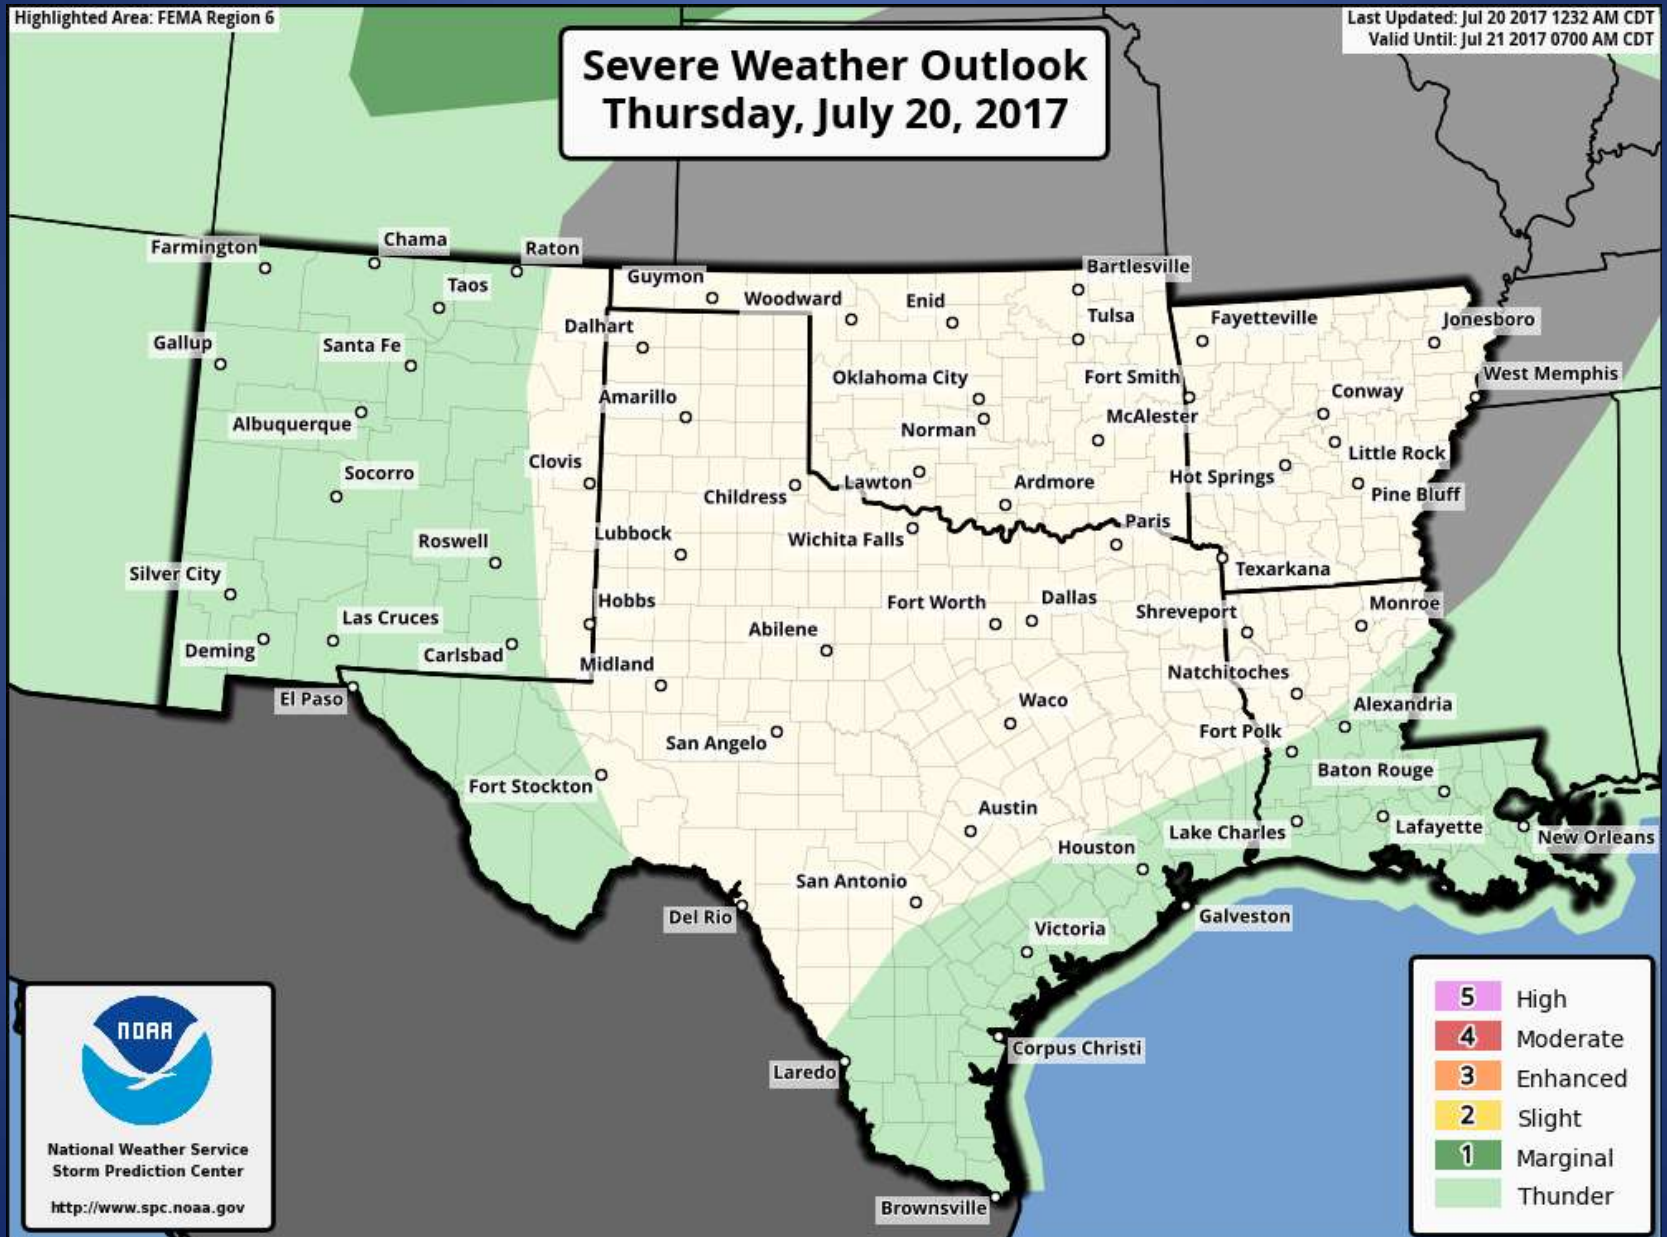 Highlighted Area: FEMA Region 6
Last Updated: Jul 20 2017 1232 AM CDT
Valid Until: Jul 21 2017 0700 AM CDT
Severe Weather Outlook
Thursday, July 20, 2017
Farmington
Chama
Raton
Taos
Guymon
Woodward
Enid
Bartlesville
Tulsa
Fayetteville
Jonesboro
Dalhart
Gallup
Santa Fe
West Memphis
Oklahoma City
Fort Smith
Conway
Amarillo
McAlester
Albuquerque
Norman
Little Rock
Clovis
Socorro
Childress
Lawton
Ardmore
Hot Springs
Pine Bluff
Paris
Lubbock
Wichita Falls
Roswell
Texarkana
Silver City
Hobbs
Fort Worth
Dallas
Shreveport
Monroe
Las Cruces
Abilene
Deming
Carlsbad
Midland
Natchitoches
El Paso
Waco
Alexandria
San Angelo
Fort Polk
Baton Rouge
Fort Stockton
Austin
Lake Charles
Lafayette
New Orleans
Houston
San Antonio
Del Rio
Galveston
Victoria
Corpus Christi
Laredo
Brownsville
NOAA
National Weather Service
Storm Prediction Center
http://www.spc.noaa.gov
5 High
4 Moderate
3 Enhanced
2 Slight
1 Marginal
Thunder